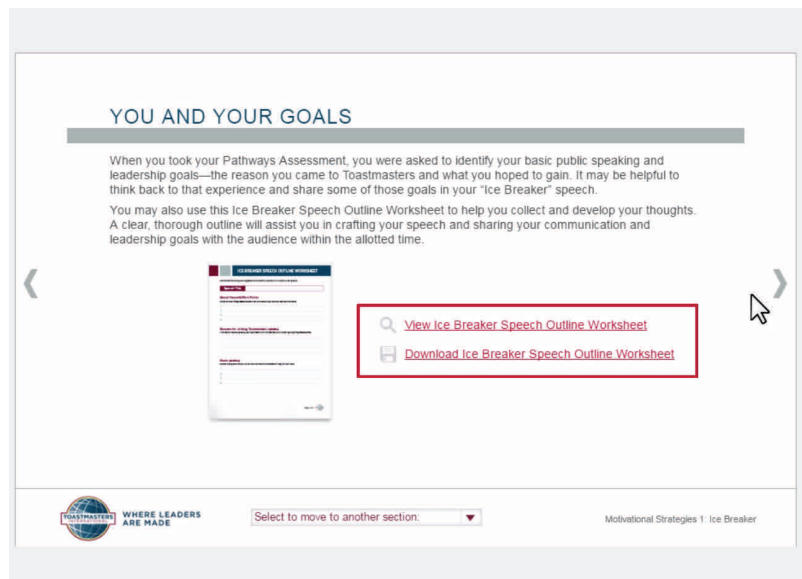 YOU AND YOUR GOALS
When you took your Pathways Assessment, you were asked to identify your basic public speaking and
leadership goals—the reason you came to Toastmasters and what you hoped to gain. It may be helpful to
think back to that experience and share some of those goals in your “Ice Breaker” speech.
You may also use this Ice Breaker Speech Outline Worksheet to help you collect and develop your thoughts.
A clear, thorough outline will assist you in crafting your speech and sharing your communication and
leadership goals with the audience within the allotted time.
ICE BREAKER SPEECH OUTLINE WORKSHEET
Speech Title
View Ice Breaker Speech Outline Worksheet
Download Ice Breaker Speech Outline Worksheet
TOASTMASTERS
INTERNATIONAL
WHERE LEADERS
ARE MADE
Select to move to another section:
Motivational Strategies 1: Ice Breaker